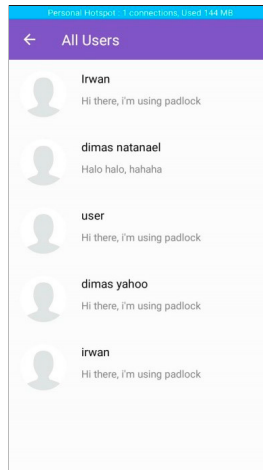 Personal Hotspot : 1 connections, Used 144 MB
All Users
Irwan
Hi there, i'm using padlock
dimas natanael
Halo halo, hahaha
user
Hi there, i'm using padlock
dimas yahoo
Hi there, i'm using padlock
irwan
Hi there, i'm using padlock